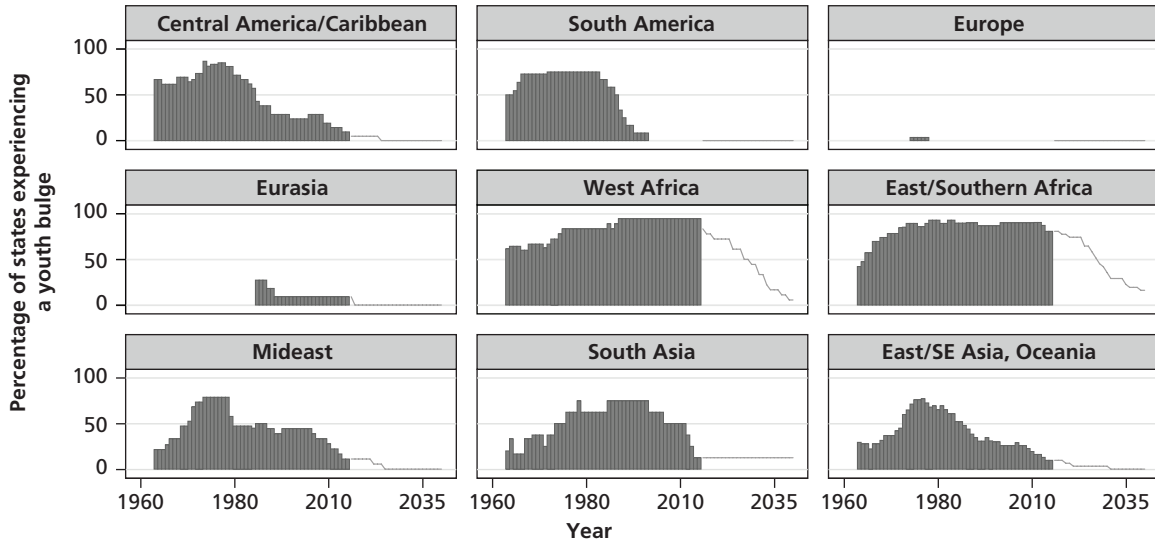 Central America/Caribbean
South America
Europe
100
50
0
Eurasia
West Africa
East/Southern Africa
100
50
0
Mideast
South Asia
East/SE Asia, Oceania
100
50
0
1960 1980 2010 2035
1960 1980 2010 2035
1960 1980 2010 2035
Year
Percentage of states experiencing
a youth bulge